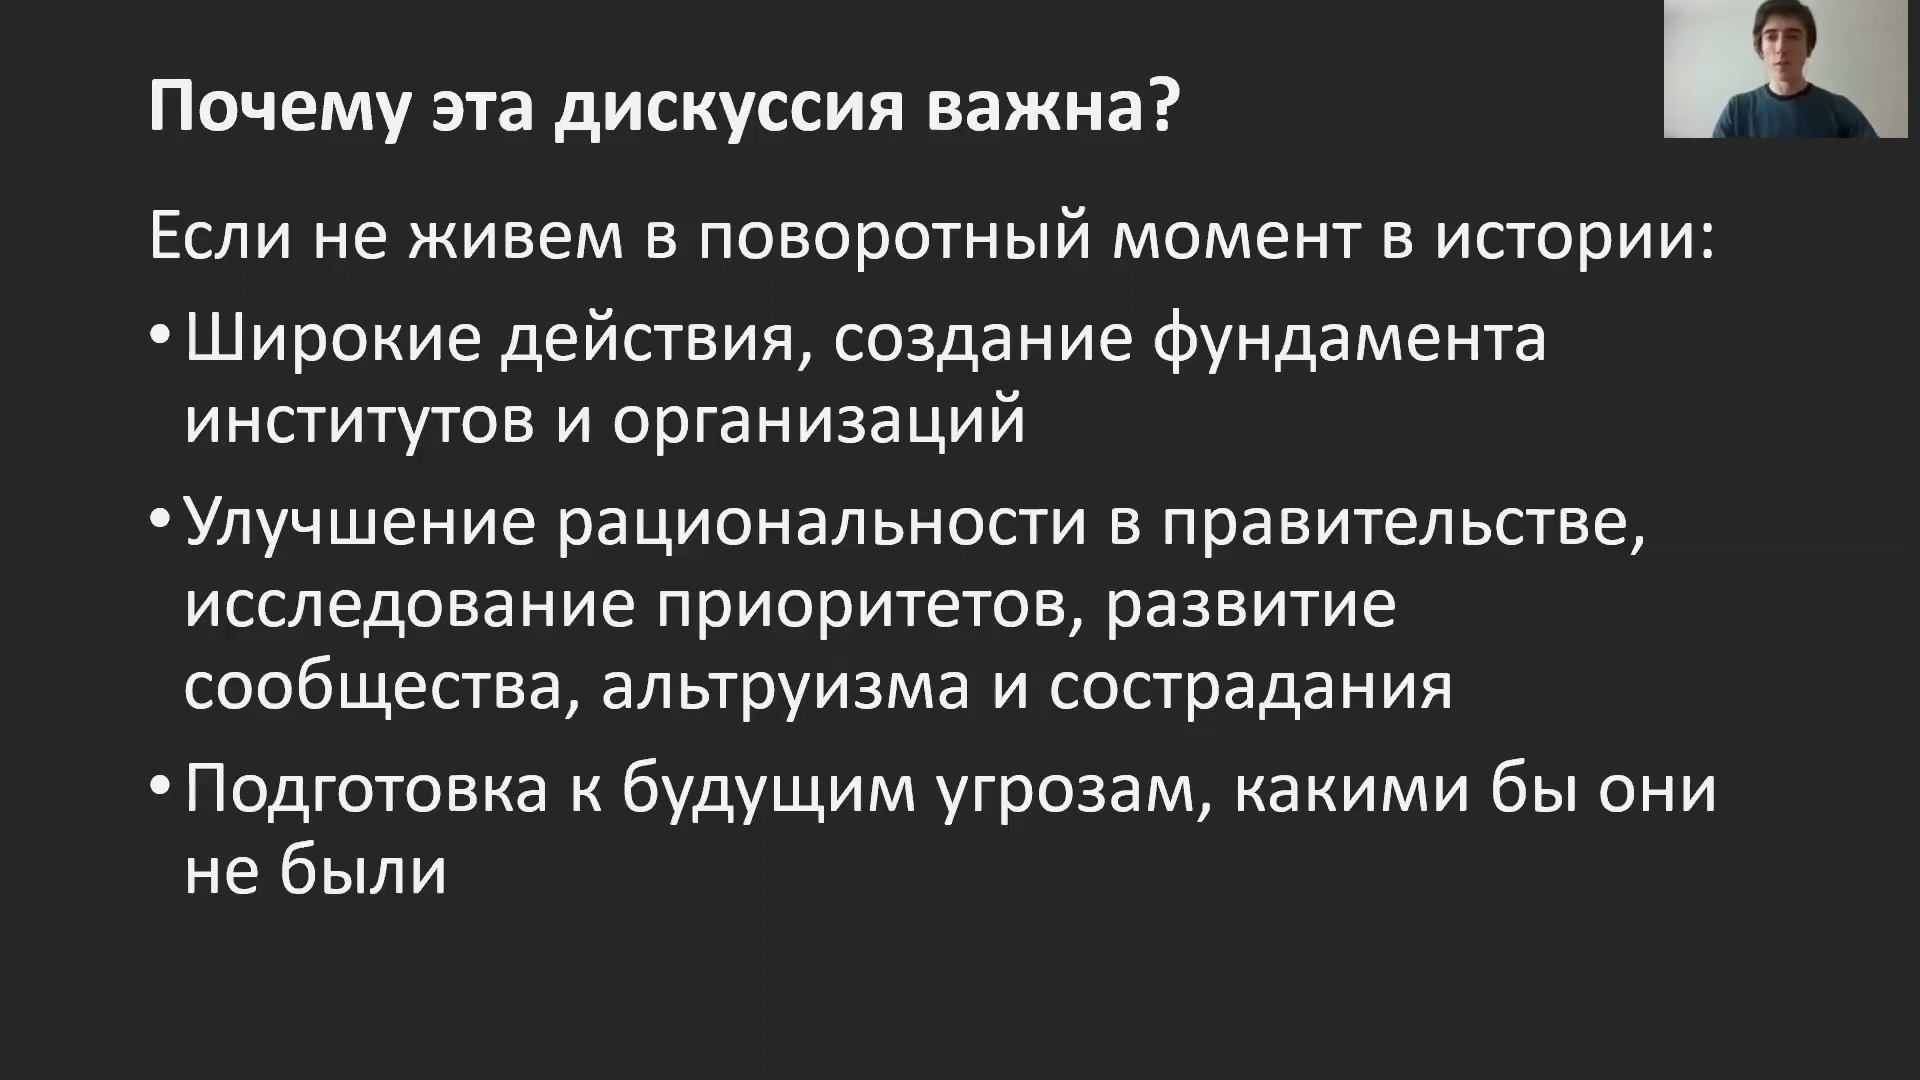 Почему эта дискуссия важна?
Если не живем в поворотный момент в истории:
• Широкие действия, создание фундамента
институтов и организаций
• Улучшение рациональности в правительстве,
исследование приоритетов, развитие
сообщества, альтруизма и сострадания
• Подготовка к будущим угрозам, какими бы они
не были